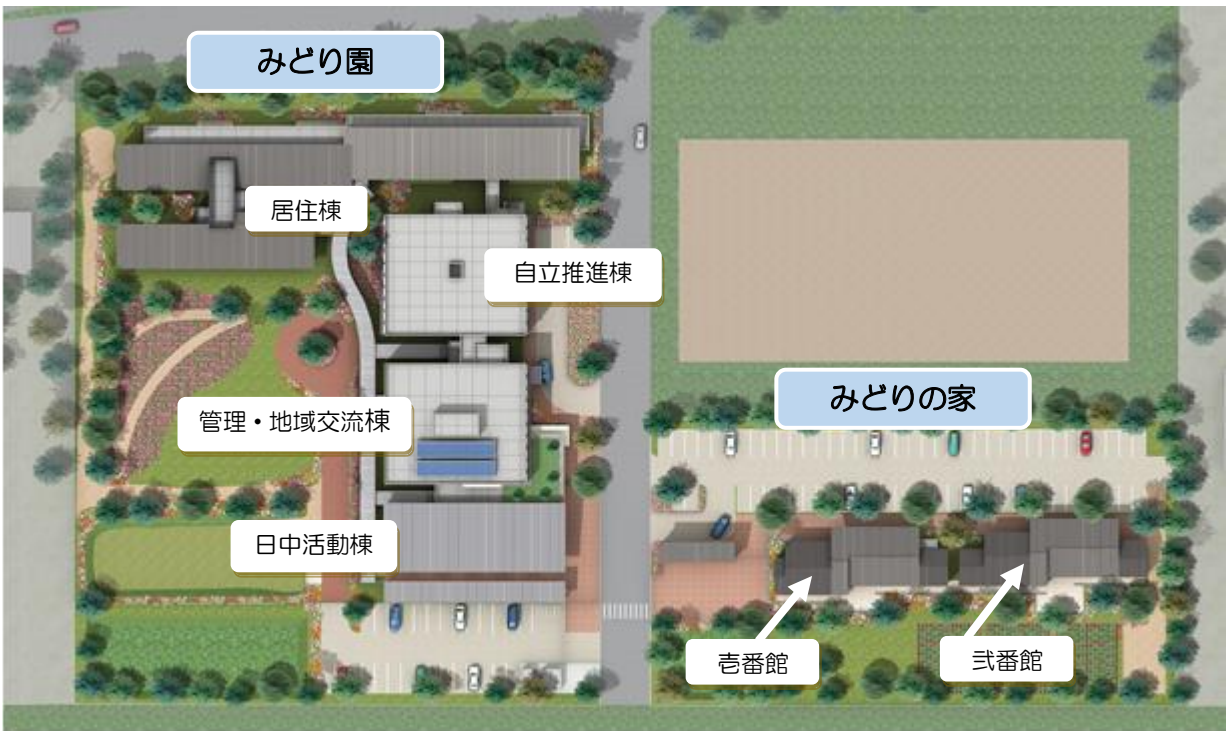 みどり園
居住棟
自立推進棟
管理・地域交流棟
日中活動棟
みどりの家
壱番館
弐番館